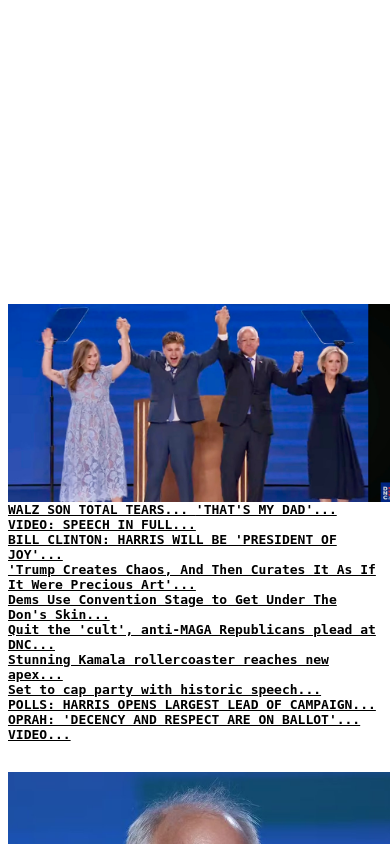 WALZ SON TOTAL TEARS... 'THAT'S MY DAD'...
VIDEO: SPEECH IN FULL...
BILL CLINTON: HARRIS WILL BE 'PRESIDENT OF
JOY'...
'Trump Creates Chaos, And Then Curates It As If
It Were Precious Art'...
Dems Use Convention Stage to Get Under The
Don's Skin...
Quit the 'cult', anti-MAGA Republicans plead at
DNC...
Stunning Kamala rollercoaster reaches new
apex...
Set to cap party with historic speech...
POLLS: HARRIS OPENS LARGEST LEAD OF CAMPAIGN...
OPRAH: 'DECENCY AND RESPECT ARE ON BALLOT'...
VIDEO...